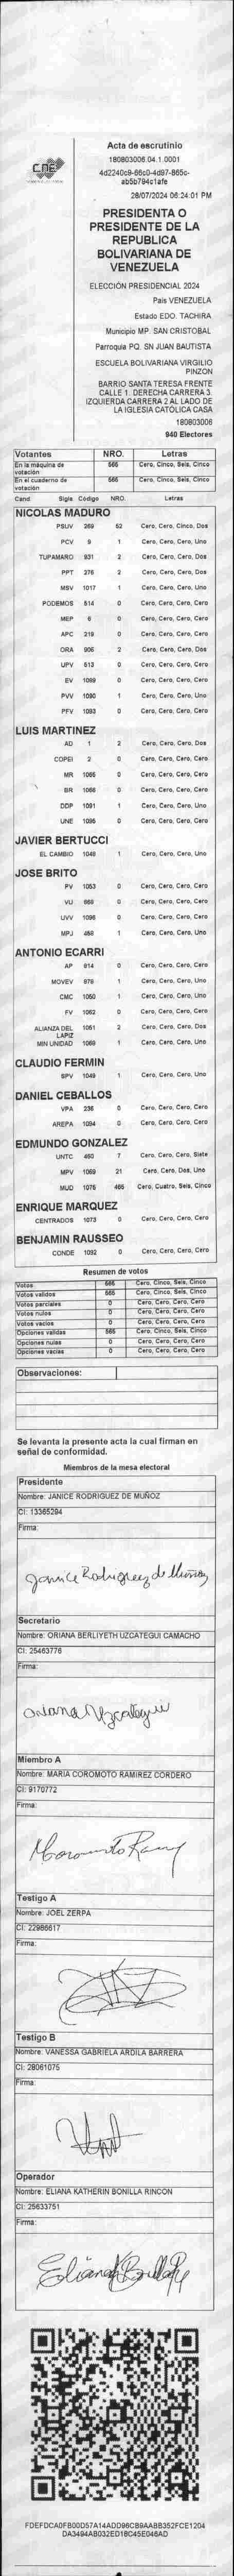 CNE
Acta de escrutinio
180803006.04.1.0001
4d2240c9-66c0-4d97-865c-
ab5b794c1afe
28/07/2024 06:24:01 PM
PRESIDENTA O
PRESIDENTE DE LA
REPUBLICA
BOLIVARIANA DE
VENEZUELA
ELECCIÓN PRESIDENCIAL 2024
País VENEZUELA
Estado EDO. TACHIRA
Municipio MP. SAN CRISTOBAL
Parroquia PQ. SN JUAN BAUTISTA
ESCUELA BOLIVARIANA VIRGILIO
PINZON
BARRIO SANTA TERESA FRENTE
CALLE 1. DERECHA CARRERA 3.
IZQUIERDA CARRERA 2 AL LADO DE
LA IGLESIA CATÓLICA CASA
180803006
940 Electores
Votantes NRO. Letras
En la máquina de votación 565 Cero, Cinco, Seis, Cinco
En el cuaderno de votación 565 Cero, Cinco, Seis, Cinco
Cand Sigla Código NRO. Letras
NICOLAS MADURO
PSUV 269 52 Cero, Cero, Cinco, Dos
PCV 9 1 Cero, Cero, Cero, Uno
TUPAMARO 931 2 Cero, Cero, Cero, Dos
PPT 276 2 Cero, Cero, Cero, Dos
MSV 1017 1 Cero, Cero, Cero, Uno
PODEMOS 514 0 Cero, Cero, Cero, Cero
MEP 6 0 Cero, Cero, Cero, Cero
APC 219 0 Cero, Cero, Cero, Cero
ORA 906 2 Cero, Cero, Cero, Dos
UPV 513 0 Cero, Cero, Cero, Cero
EV 1089 0 Cero, Cero, Cero, Cero
PVV 1090 1 Cero, Cero, Cero, Uno
PFV 1093 0 Cero, Cero, Cero, Cero
LUIS MARTINEZ
AD 1 2 Cero, Cero, Cero, Dos
COPEI 2 0 Cero, Cero, Cero, Cero
MR 1065 0 Cero, Cero, Cero, Cero
BR 1066 0 Cero, Cero, Cero, Cero
DDP 1091 1 Cero, Cero, Cero, Uno
UNE 1095 0 Cero, Cero, Cero, Cero
JAVIER BERTUCCI
EL CAMBIO 1048 1 Cero, Cero, Cero, Uno
JOSE BRITO
PV 1053 0 Cero, Cero, Cero, Cero
VU 869 0 Cero, Cero, Cero, Cero
UVV 1096 0 Cero, Cero, Cero, Cero
MPJ 458 1 Cero, Cero, Cero, Uno
ANTONIO ECARRI
AP 914 0 Cero, Cero, Cero, Cero
MOVEV 879 1 Cero, Cero, Cero, Uno
CMC 1050 1 Cero, Cero, Cero, Uno
FV 1052 0 Cero, Cero, Cero, Cero
ALIANZA DEL LAPIZ 1051 2 Cero, Cero, Cero, Dos
MIN UNIDAD 1069 1 Cero, Cero, Cero, Uno
CLAUDIO FERMIN
SPV 1049 1 Cero, Cero, Cero, Uno
DANIEL CEBALLOS
VPA 236 0 Cero, Cero, Cero, Cero
AREPA 1094 0 Cero, Cero, Cero, Cero
EDMUNDO GONZALEZ
UNTC 460 7 Cero, Cero, Cero, Siete
MPV 1069 21 Cero, Cero, Dos, Uno
MUD 1075 465 Cero, Cuatro, Seis, Cinco
ENRIQUE MARQUEZ
CENTRADOS 1073 0 Cero, Cero, Cero, Cero
BENJAMIN RAUSSEO
CONDE 1092 0 Cero, Cero, Cero, Cero
Resumen de votos
Votos 565 Cero, Cinco, Seis, Cinco
Votos validos 565 Cero, Cinco, Seis, Cinco
Votos parciales 0 Cero, Cero, Cero, Cero
Votos nulos 0 Cero, Cero, Cero, Cero
Votos vacios 0 Cero, Cero, Cero, Cero
Opciones validas 565 Cero, Cinco, Seis, Cinco
Opciones nulas 0 Cero, Cero, Cero, Cero
Opciones vacias 0 Cero, Cero, Cero, Cero
Observaciones:
Se levanta la presente acta la cual firman en
señal de conformidad.
Miembros de la mesa electoral
Presidente
Nombre: JANICE RODRIGUEZ DE MUÑOZ
CI: 13365294
Firma:
Janice Rodriguez de Muñoz
Secretario
Nombre: ORIANA BERLIYETH UZCATEGUI CAMACHO
CI: 25463776
Firma:
Oriana Uzcategui
Miembro A
Nombre: MARIA COROMOTO RAMIREZ CORDERO
CI: 9170772
Firma:
Testigo A
Nombre: JOEL ZERPA
CI: 22986617
Firma:
Testigo B
Nombre: VANESSA GABRIELA ARDILA BARRERA
CI: 28061075
Firma:
Operador
Nombre: ELIANA KATHERIN BONILLA RINCON
CI: 25633751
Firma:
Eliana Bonilla
FDEFDCA0FB00D57A14ADD96CB9AABB352FCE1204
DA3494AB032ED18C45E046AD